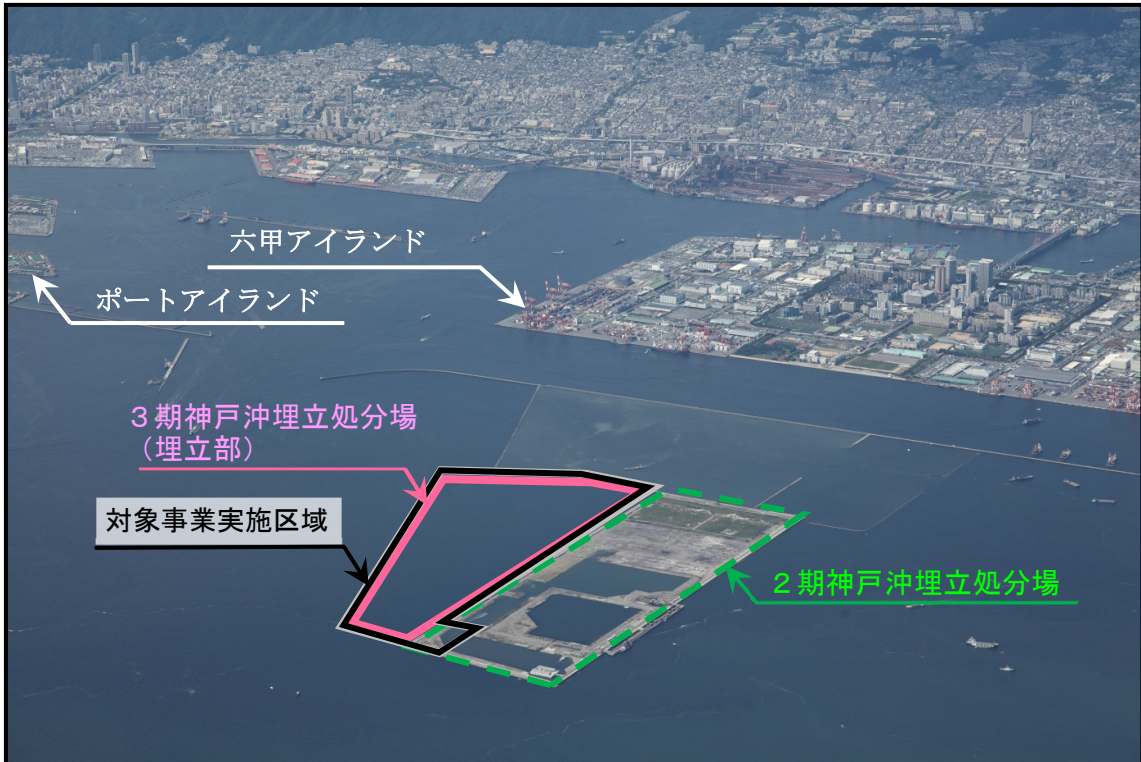 六甲アイランド
ポートアイランド
３期神戸沖埋立処分場
（埋立部）
対象事業実施区域
２期神戸沖埋立処分場